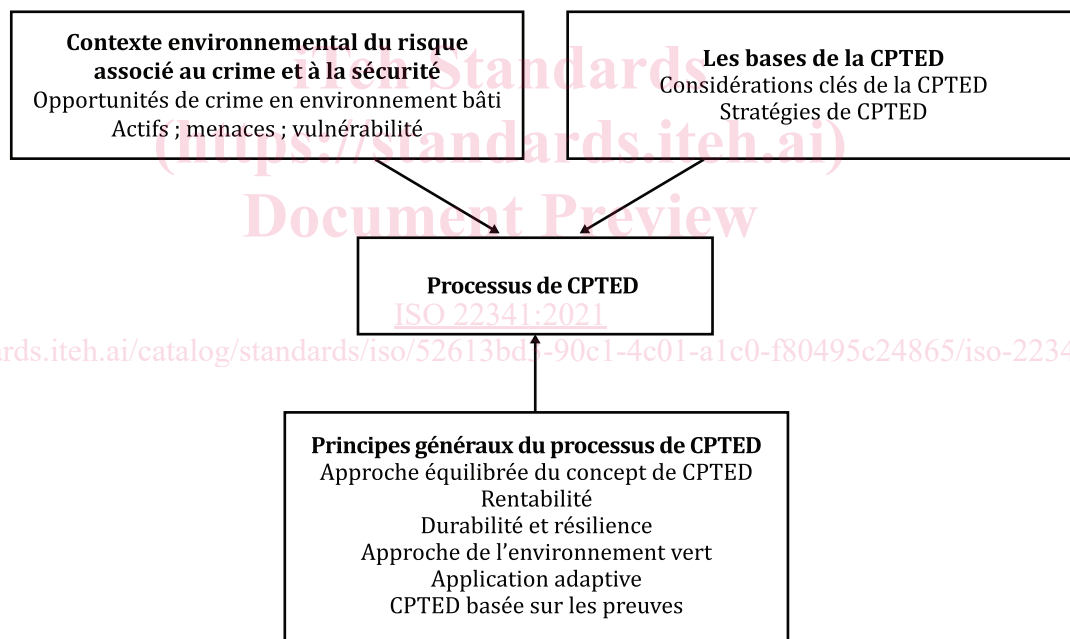 Contexte environnemental du risque
associé au crime et à la sécurité
Opportunités de crime en environnement bâti
Actifs ; menaces ; vulnérabilité
Les bases de la CPTED
Considérations clés de la CPTED
Stratégies de CPTED
iTeh Standards
(https://standards.iteh.ai)
Document Preview
Processus de CPTED
ISO 22341:2021
rds.iteh.ai/catalog/standards/iso/52613bd5-90c1-4c01-a1c0-f80495c24865/iso-2234
Principes généraux du processus de CPTED
Approche équilibrée du concept de CPTED
Rentabilité
Durabilité et résilience
Approche de l’environnement vert
Application adaptive
CPTED basée sur les preuves